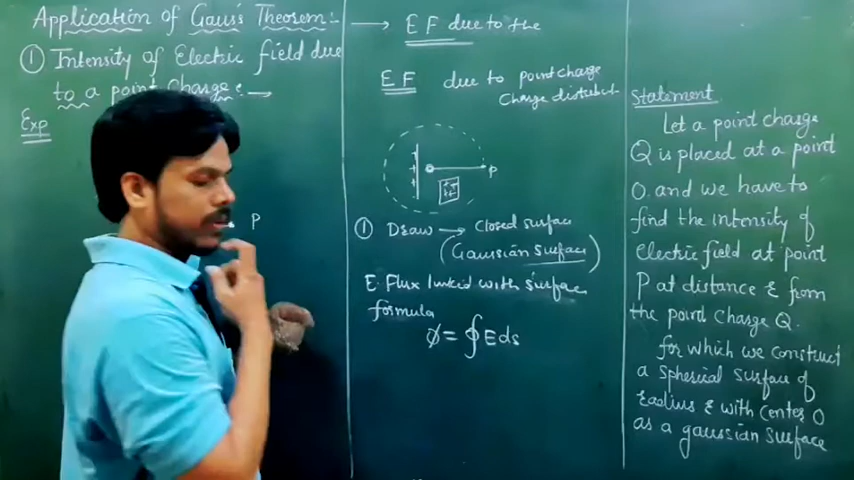 Application of Gauss' Theorem:-
① Intensity of Electric field due
to a point charge: →
Exp
P
→ EF due to the
EF due to point charge
charge distribut
P
① Draw → Closed surface
(Gaussian surface)
E. Flux linked with surface
formula
ϕ = ∮ E ds
Statement
Let a point charge
Q is placed at a point
O. and we have to
find the intensity of
Electric field at point
P at distance r from
the point charge Q.
for which we construct
a spherical surface of
radius r with center O
as a gaussian surface